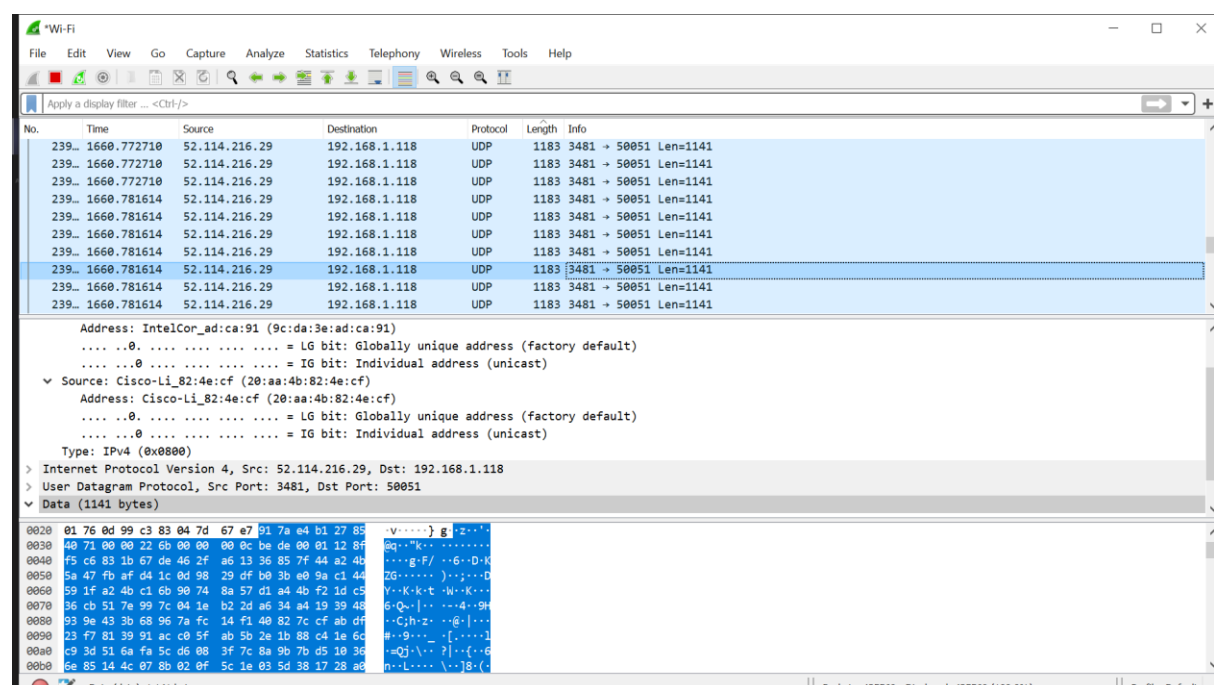 *Wi-Fi
File Edit View Go Capture Analyze Statistics Telephony Wireless Tools Help
Apply a display filter ... <Ctrl-/>
No. Time Source Destination Protocol Length Info
239... 1660.772710 52.114.216.29 192.168.1.118 UDP 1183 3481 → 50051 Len=1141
239... 1660.772710 52.114.216.29 192.168.1.118 UDP 1183 3481 → 50051 Len=1141
239... 1660.772710 52.114.216.29 192.168.1.118 UDP 1183 3481 → 50051 Len=1141
239... 1660.781614 52.114.216.29 192.168.1.118 UDP 1183 3481 → 50051 Len=1141
239... 1660.781614 52.114.216.29 192.168.1.118 UDP 1183 3481 → 50051 Len=1141
239... 1660.781614 52.114.216.29 192.168.1.118 UDP 1183 3481 → 50051 Len=1141
239... 1660.781614 52.114.216.29 192.168.1.118 UDP 1183 3481 → 50051 Len=1141
239... 1660.781614 52.114.216.29 192.168.1.118 UDP 1183 3481 → 50051 Len=1141
239... 1660.781614 52.114.216.29 192.168.1.118 UDP 1183 3481 → 50051 Len=1141
Address: IntelCor_ad:ca:91 (9c:da:3e:ad:ca:91)
.... ..0. .... .... .... .... = LG bit: Globally unique address (factory default)
.... ...0 .... .... .... .... = IG bit: Individual address (unicast)
Source: Cisco-Li_82:4e:cf (20:aa:4b:82:4e:cf)
Address: Cisco-Li_82:4e:cf (20:aa:4b:82:4e:cf)
.... ..0. .... .... .... .... = LG bit: Globally unique address (factory default)
.... ...0 .... .... .... .... = IG bit: Individual address (unicast)
Type: IPv4 (0x0800)
Internet Protocol Version 4, Src: 52.114.216.29, Dst: 192.168.1.118
User Datagram Protocol, Src Port: 3481, Dst Port: 50051
Data (1141 bytes)
0020 01 76 0d 99 c3 83 04 7d 67 e7 91 7a e4 b1 27 85 ·v·····} g··z··'·
0030 40 71 00 00 22 6b 00 00 00 0c be de 00 01 12 8f @q··"k·· ········
0040 f5 c6 83 1b 67 de 46 2f a6 13 36 85 7f 44 a2 4b ····g·F/ ··6··D·K
0050 5a 47 fb af d4 1c 0d 98 29 df b0 3b e0 9a c1 44 ZG······ )··;···D
0060 59 1f a2 4b c1 6b 90 74 8a 57 d1 a4 4b f2 1d c5 Y··K·k·t ·W··K···
0070 36 cb 51 7e 99 7c 04 1e b2 2d a6 34 a4 19 39 48 6·Q~·|·· ·-·4··9H
0080 93 9e 43 3b 68 96 7a fc 14 f1 40 82 7c cf ab df ··C;h·z· ··@·|···
0090 23 f7 81 39 91 ac c0 5f ab 5b 2e 1b 88 c4 1e 6c #··9···_ ·[.····l
00a0 c9 3d 51 6a fa 5c d6 08 3f 7c 8a 9b 7b d5 10 36 ·=Qj·\·· ?|··{··6
00b0 6e 85 14 4c 07 8b 02 0f 5c 1e 03 5d 38 17 28 a0 n··L···· \··]8·(·